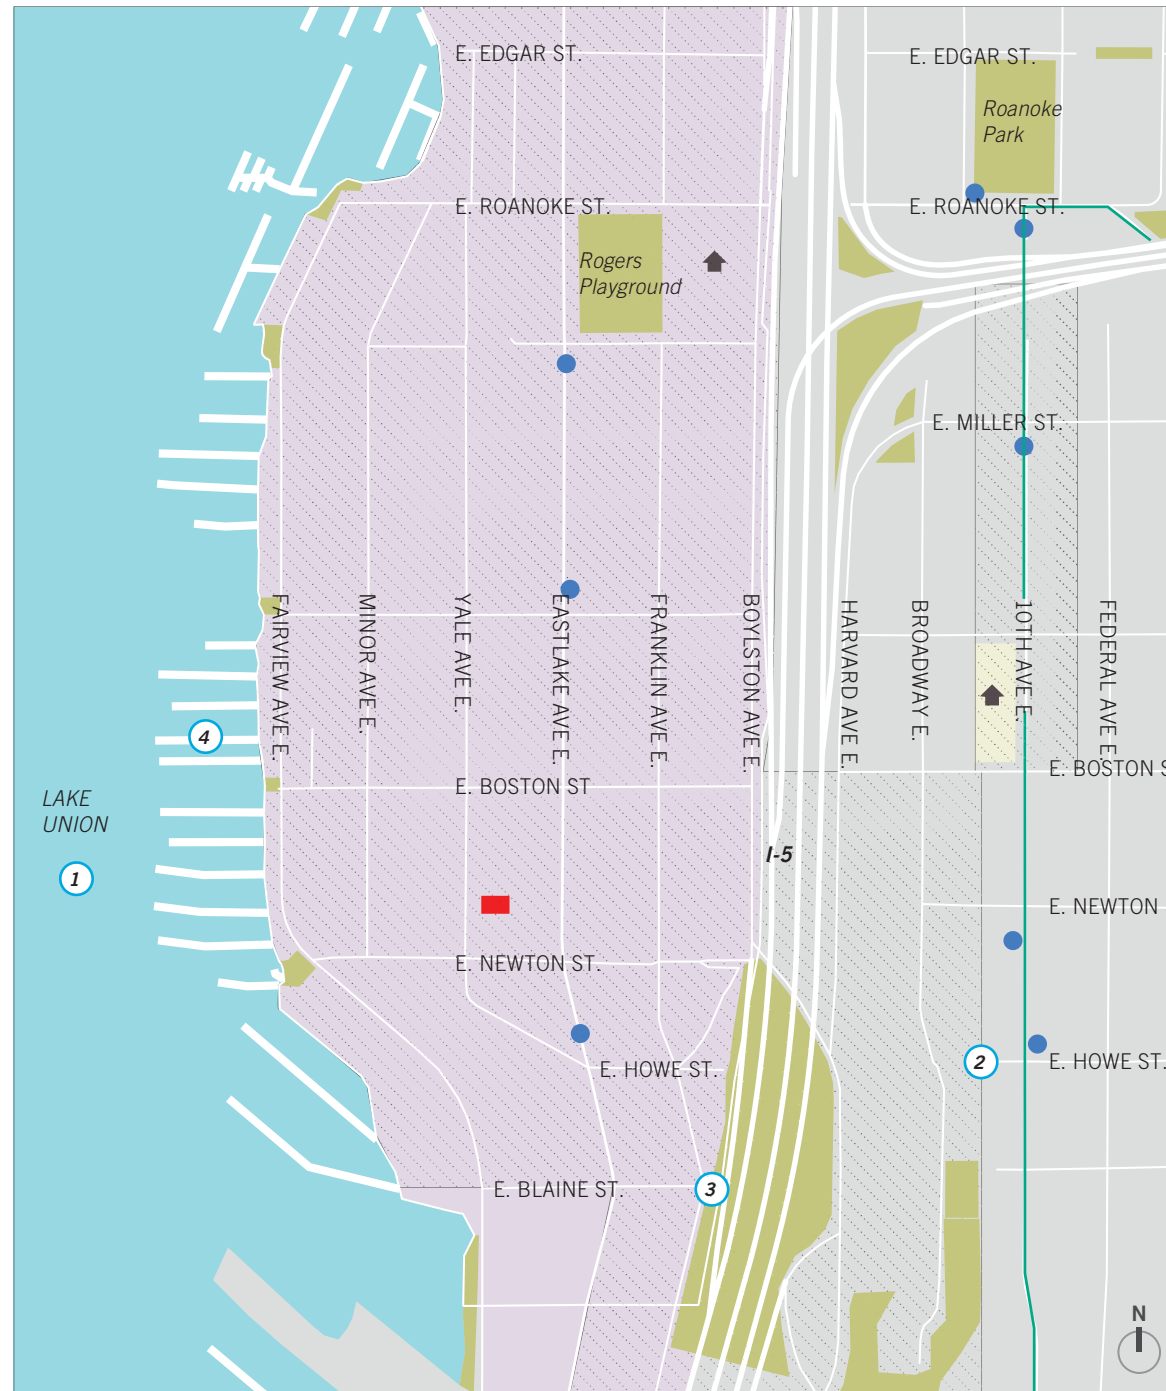 E. EDGAR ST.
E. EDGAR ST.
Roanoke
Park
E. ROANOKE ST.
E. ROANOKE ST.
Rogers
Playground
E. MILLER ST.
FAIRVIEW AVE E.
MINOR AVE E.
YALE AVE E.
EASTLAKE AVE E.
FRANKLIN AVE E.
BOYLSTON AVE E.
HARVARD AVE E.
BROADWAY E.
10TH AVE E.
FEDERAL AVE E.
4
E. BOSTON ST
E. BOSTON S
LAKE
UNION
I-5
1
E. NEWTON
E. NEWTON ST.
2
E. HOWE ST.
E. HOWE ST.
E. BLAINE ST.
3
N